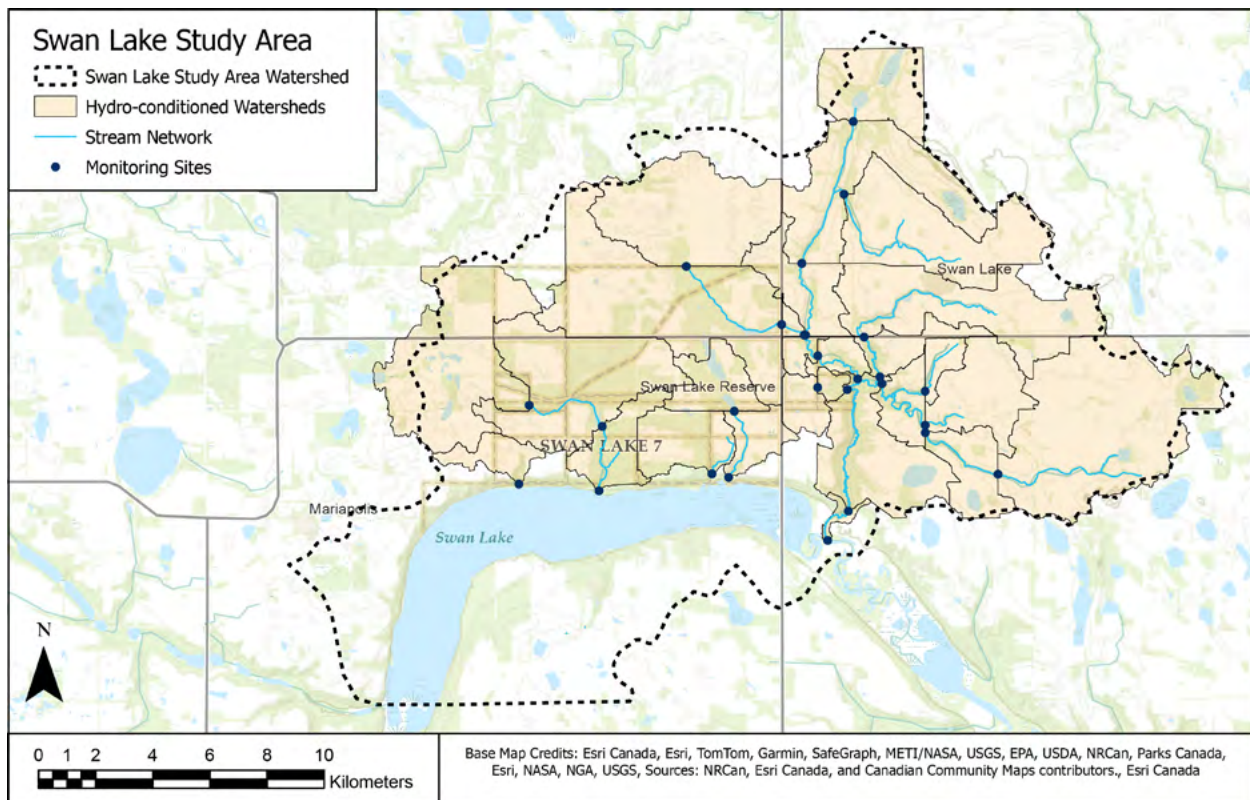 Swan Lake Study Area
Swan Lake Study Area Watershed
Hydro-conditioned Watersheds
Stream Network
Monitoring Sites
Swan Lake
Swan Lake Reserve
SWAN LAKE 7
Mariapolis
Swan Lake
N
0 1 2 4 6 8 10
Kilometers
Base Map Credits: Esri Canada, Esri, TomTom, Garmin, SafeGraph, METI/NASA, USGS, EPA, USDA, NRCan, Parks Canada,
Esri, NASA, NGA, USGS, Sources: NRCan, Esri Canada, and Canadian Community Maps contributors., Esri Canada